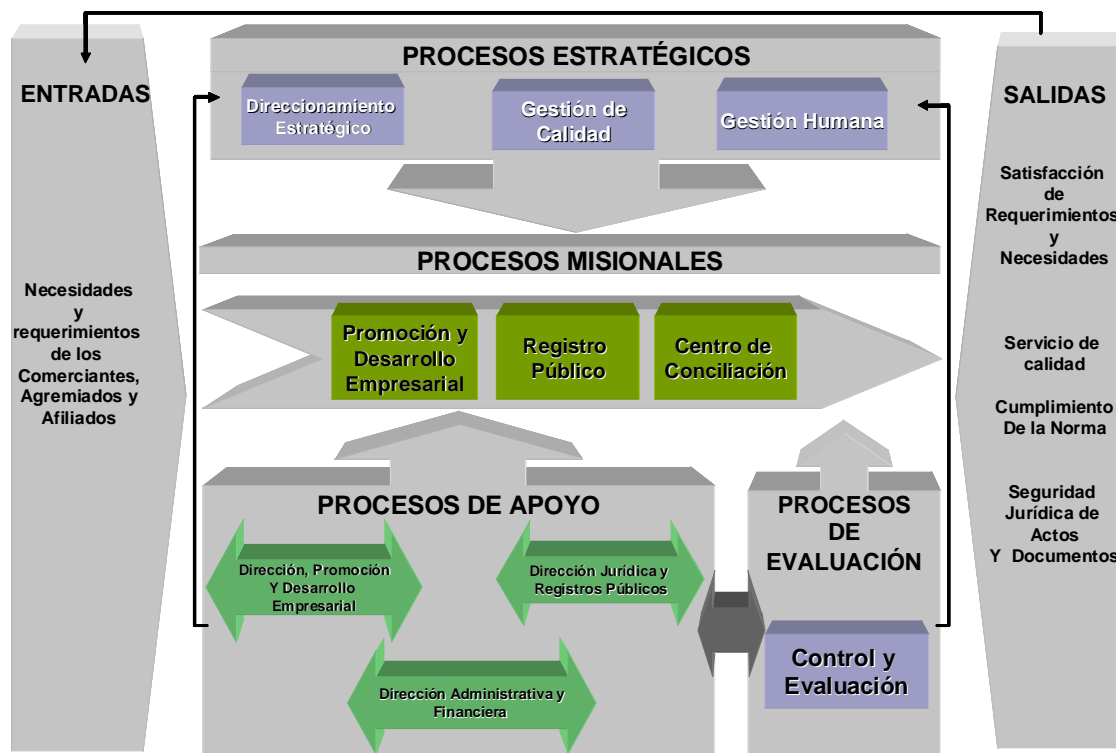 ENTRADAS
Necesidades
y
requerimientos
de los
Comerciantes,
Agremiados y
Afiliados
PROCESOS ESTRATÉGICOS
Direccionamiento
Estratégico
Gestión de
Calidad
Gestión Humana
PROCESOS MISIONALES
Promoción y
Desarrollo
Empresarial
Registro
Público
Centro de
Conciliación
PROCESOS DE APOYO
Dirección, Promoción
Y Desarrollo
Empresarial
Dirección Jurídica y
Registros Públicos
Dirección Administrativa y
Financiera
PROCESOS
DE
EVALUACIÓN
Control y
Evaluación
SALIDAS
Satisfacción
de
Requerimientos
y
Necesidades
Servicio de
calidad
Cumplimiento
De la Norma
Seguridad
Jurídica de
Actos
Y Documentos